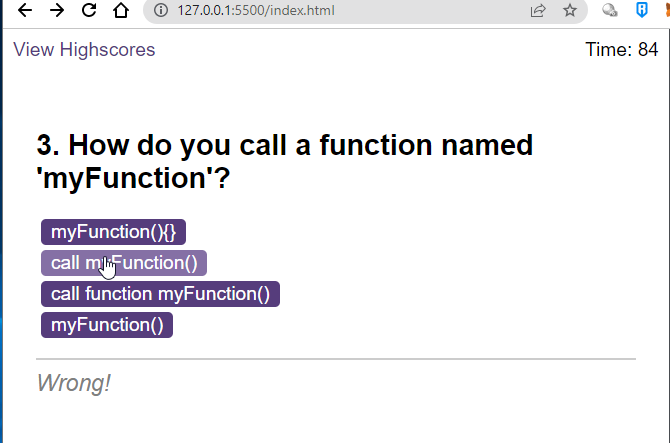 127.0.0.1:5500/index.html
View Highscores
Time: 84
3. How do you call a function named
'myFunction'?
myFunction(){}
call myFunction()
call function myFunction()
myFunction()
Wrong!